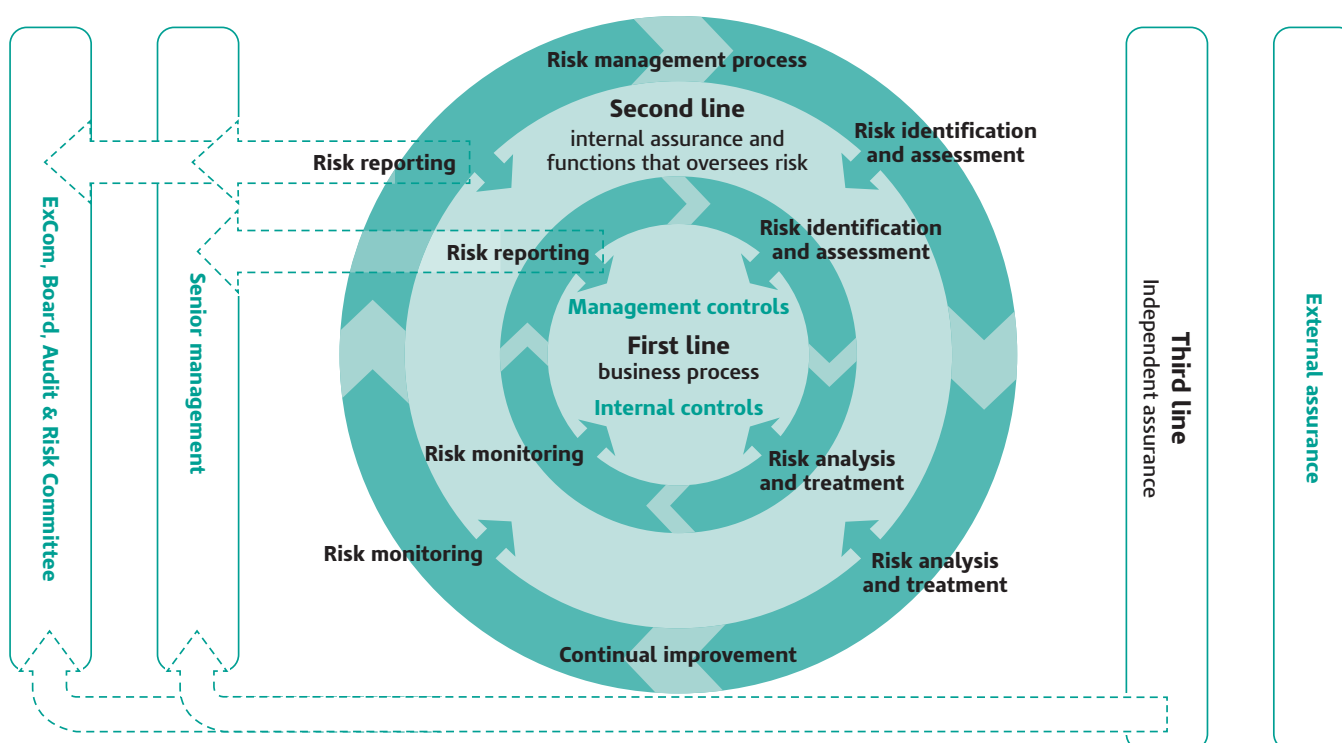 Risk management process
Second line
internal assurance and
functions that oversees risk
Risk identification
and assessment
Risk reporting
Risk identification
and assessment
Risk reporting
Management controls
First line
business process
Internal controls
Risk monitoring
Risk analysis
and treatment
Risk monitoring
Risk analysis
and treatment
Continual improvement
ExCom, Board, Audit & Risk Committee
Senior management
Third line
Independent assurance
External assurance